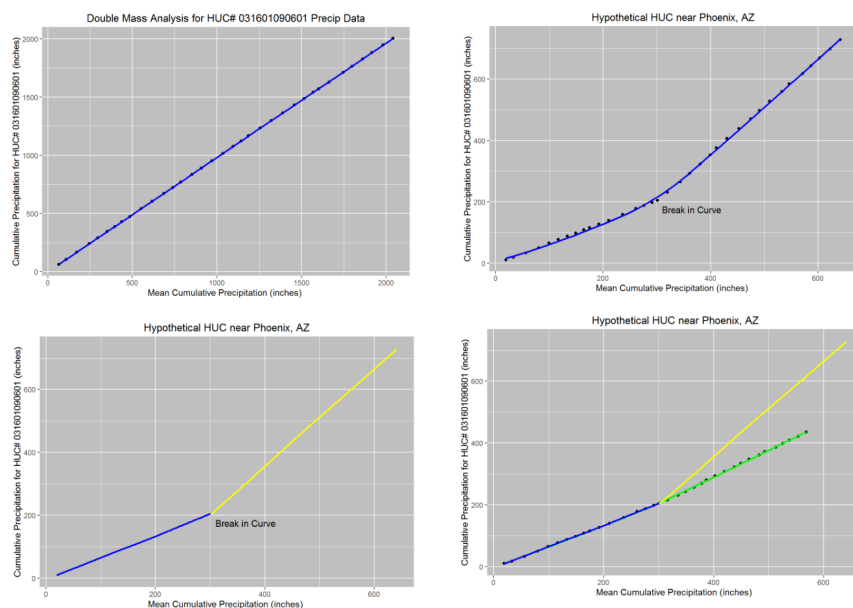 Double Mass Analysis for HUC# 031601090601 Precip Data
Cumulative Precipitation for HUC# 031601090601 (inches)
2000
1500
1000
500
0
0 500 1000 1500 2000
Mean Cumulative Precipitation (inches)
Hypothetical HUC near Phoenix, AZ
Cumulative Precipitation for HUC# 031601090601 (inches)
600
400
200
0
Break in Curve
0 200 400 600
Mean Cumulative Precipitation (inches)
Hypothetical HUC near Phoenix, AZ
Cumulative Precipitation for HUC# 031601090601 (inches)
600
400
200
0
Break in Curve
0 200 400 600
Mean Cumulative Precipitation (inches)
Hypothetical HUC near Phoenix, AZ
Cumulative Precipitation for HUC# 031601090601 (inches)
600
400
200
0
0 200 400 600
Mean Cumulative Precipitation (inches)